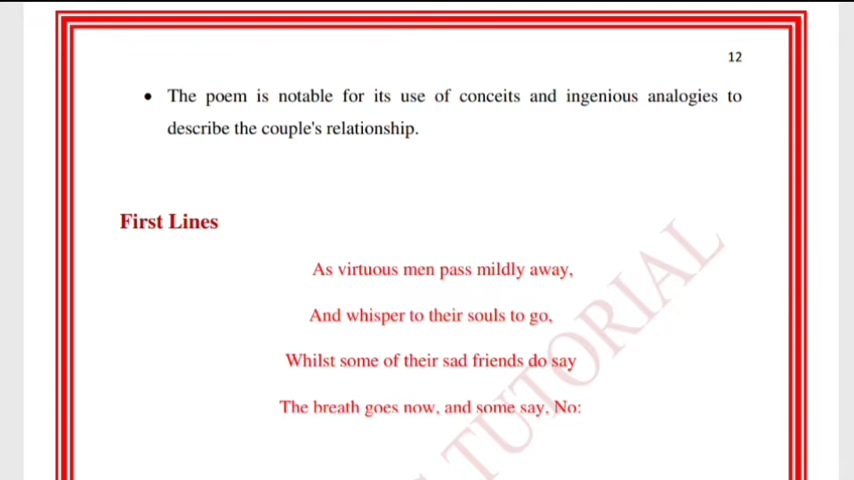 12
• The poem is notable for its use of conceits and ingenious analogies to
describe the couple's relationship.
First Lines
As virtuous men pass mildly away,
And whisper to their souls to go,
Whilst some of their sad friends do say
The breath goes now, and some say, No:
TUTORIAL